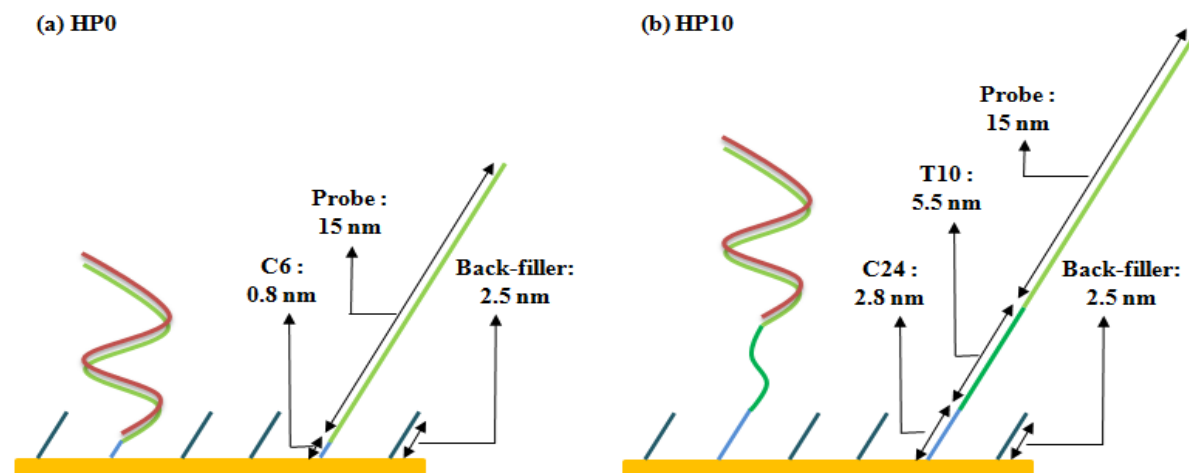 (a) HP0
Probe :
15 nm
C6 :
0.8 nm
Back-filler:
2.5 nm
(b) HP10
Probe :
15 nm
T10 :
5.5 nm
C24 :
2.8 nm
Back-filler:
2.5 nm